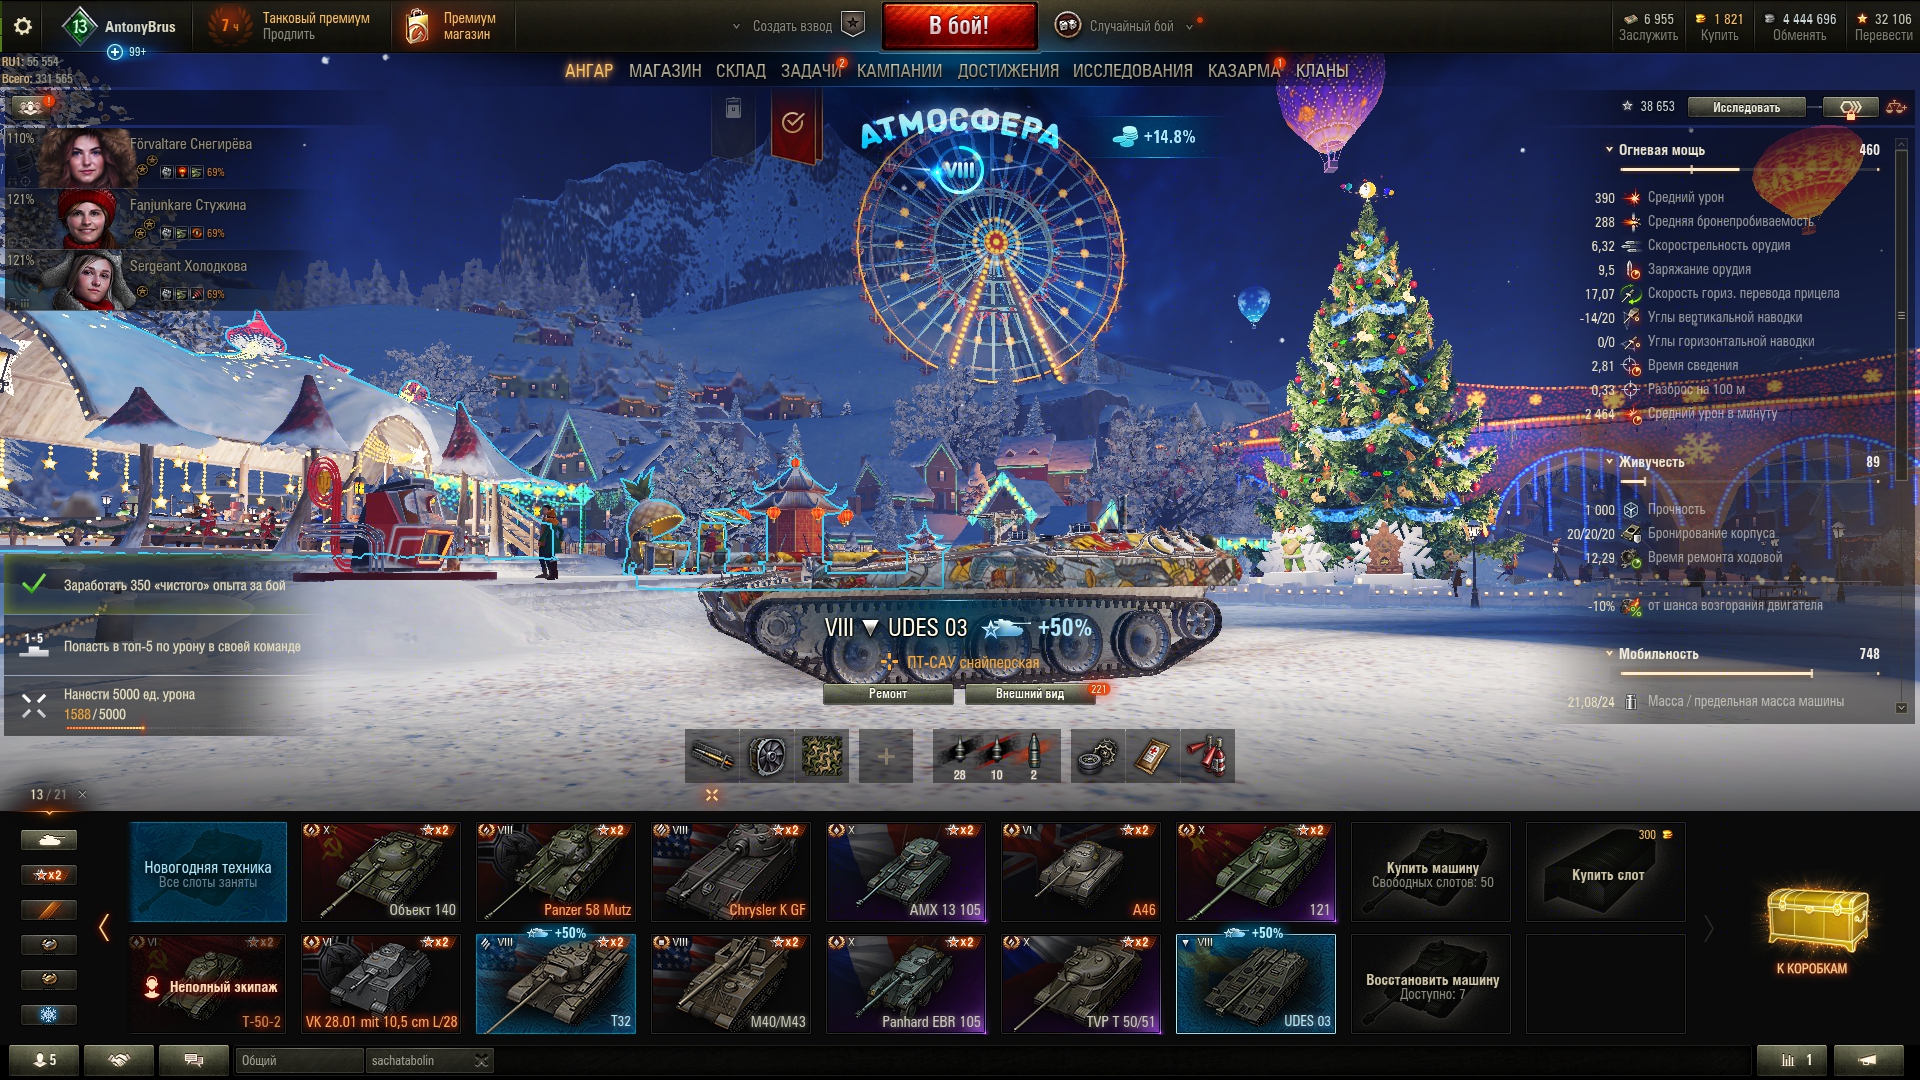 13
AntonyBrus
99+
7 ч
Танковый премиум
Продлить
Премиум
магазин
Создать взвод
В бой!
Случайный бой
6 955
Заслужить
1 821
Купить
4 444 696
Обменять
32 106
Перевести
RU1: 55 554
Всего: 331 565
АНГАР
МАГАЗИН
СКЛАД
ЗАДАЧИ
2
КАМПАНИИ
ДОСТИЖЕНИЯ
ИССЛЕДОВАНИЯ
КАЗАРМА
1
КЛАНЫ
АТМОСФЕРА
VIII
+14.8%
38 653
Исследовать
110%
Förvaltare Снегирёва
69%
121%
Fanjunkare Стужина
69%
121%
Sergeant Холодкова
69%
Огневая мощь 460
390 Средний урон
288 Средняя бронепробиваемость
6,32 Скорострельность орудия
9,5 Заряжание орудия
17,07 Скорость гориз. перевода прицела
-14/20 Углы вертикальной наводки
0/0 Углы горизонтальной наводки
2,81 Время сведения
0,33 Разброс на 100 м
2 464 Средний урон в минуту
Живучесть 89
1 000 Прочность
20/20/20 Бронирование корпуса
12,29 Время ремонта ходовой
-10% от шанса возгорания двигателя
Мобильность 748
21,08/24 Масса / предельная масса машины
Заработать 350 «чистого» опыта за бой
1-5
Попасть в топ-5 по урону в своей команде
Нанести 5000 ед. урона
1588/5000
VIII UDES 03 +50%
ПТ-САУ снайперская
Ремонт
Внешний вид
221
28
10
2
13 / 21
x2
Новогодняя техника
Все слоты заняты
X x2
Объект 140
VIII x2
Panzer 58 Mutz
VIII x2
Chrysler K GF
X x2
AMX 13 105
VI x2
A46
X x2
121
Купить машину
Свободных слотов: 50
300
Купить слот
VI x2
Неполный экипаж
Т-50-2
VI x2
VK 28.01 mit 10,5 cm L/28
+50%
VIII
T32
VIII x2
M40/M43
X x2
Panhard EBR 105
X x2
TVP T 50/51
+50%
VIII
UDES 03
Восстановить машину
Доступно: 7
К КОРОБКАМ
5
Общий
sachatabolin
1